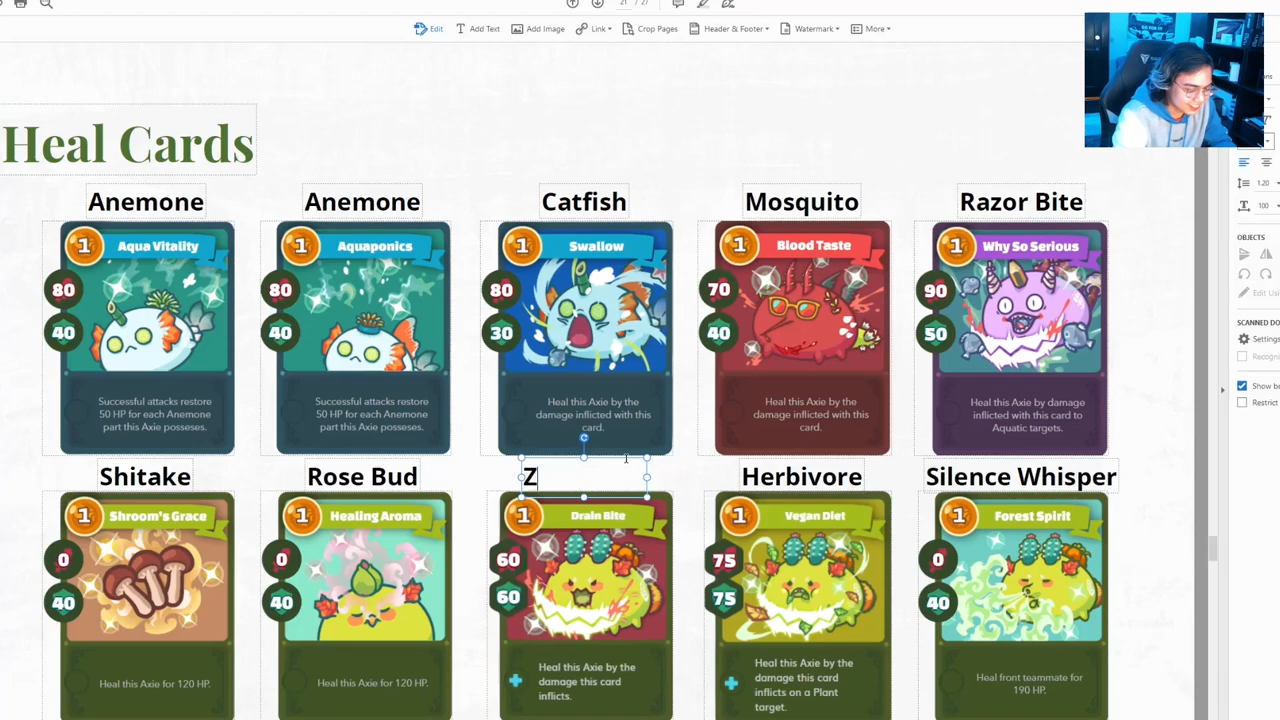 Edit Add Text Add Image Link Crop Pages Header & Footer Watermark More
Heal Cards
Anemone Anemone Catfish Mosquito Razor Bite
1 Aqua Vitality
80
40
Successful attacks restore
50 HP for each Anemone
part this Axie posseses.
1 Aquaponics
80
40
Successful attacks restore
50 HP for each Anemone
part this Axie posseses.
1 Swallow
80
30
Heal this Axie by the
damage inflicted with this
card.
1 Blood Taste
70
40
Heal this Axie by the
damage inflicted with this
card.
1 Why So Serious
90
50
Heal this Axie by damage
inflicted with this card to
Aquatic targets.
Shitake Rose Bud Z Herbivore Silence Whisper
1 Shroom's Grace
0
40
Heal this Axie for 120 HP.
1 Healing Aroma
0
40
Heal this Axie for 120 HP.
1 Drain Bite
60
60
Heal this Axie by the
damage this card
inflicts.
1 Vegan Diet
75
75
Heal this Axie by the
damage this card
inflicts on a Plant
target.
1 Forest Spirit
0
40
Heal front teammate for
190 HP.
1.20
100
OBJECTS
Edit Usi
SCANNED DO
Settings
Recogni
Show bo
Restrict